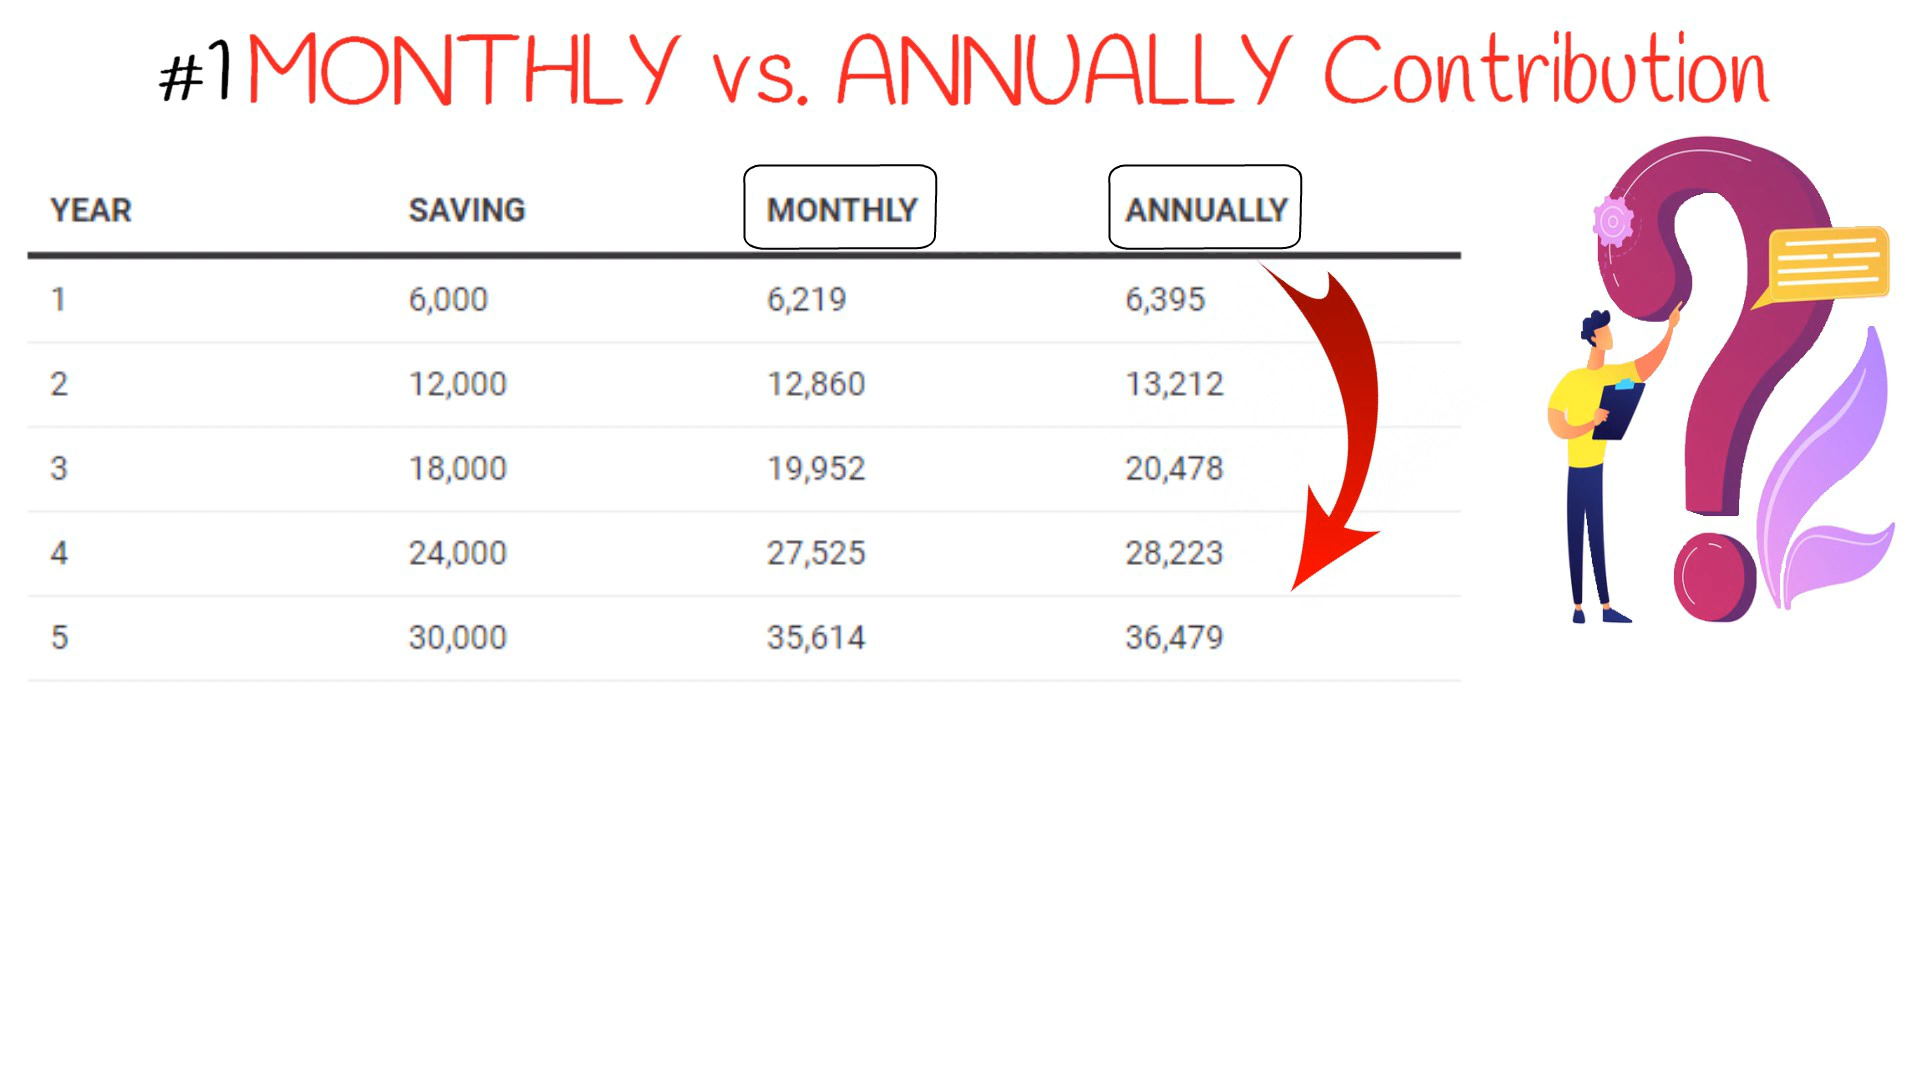 #1 MONTHLY vs. ANNUALLY Contribution
YEAR SAVING MONTHLY ANNUALLY
1 6,000 6,219 6,395
2 12,000 12,860 13,212
3 18,000 19,952 20,478
4 24,000 27,525 28,223
5 30,000 35,614 36,479